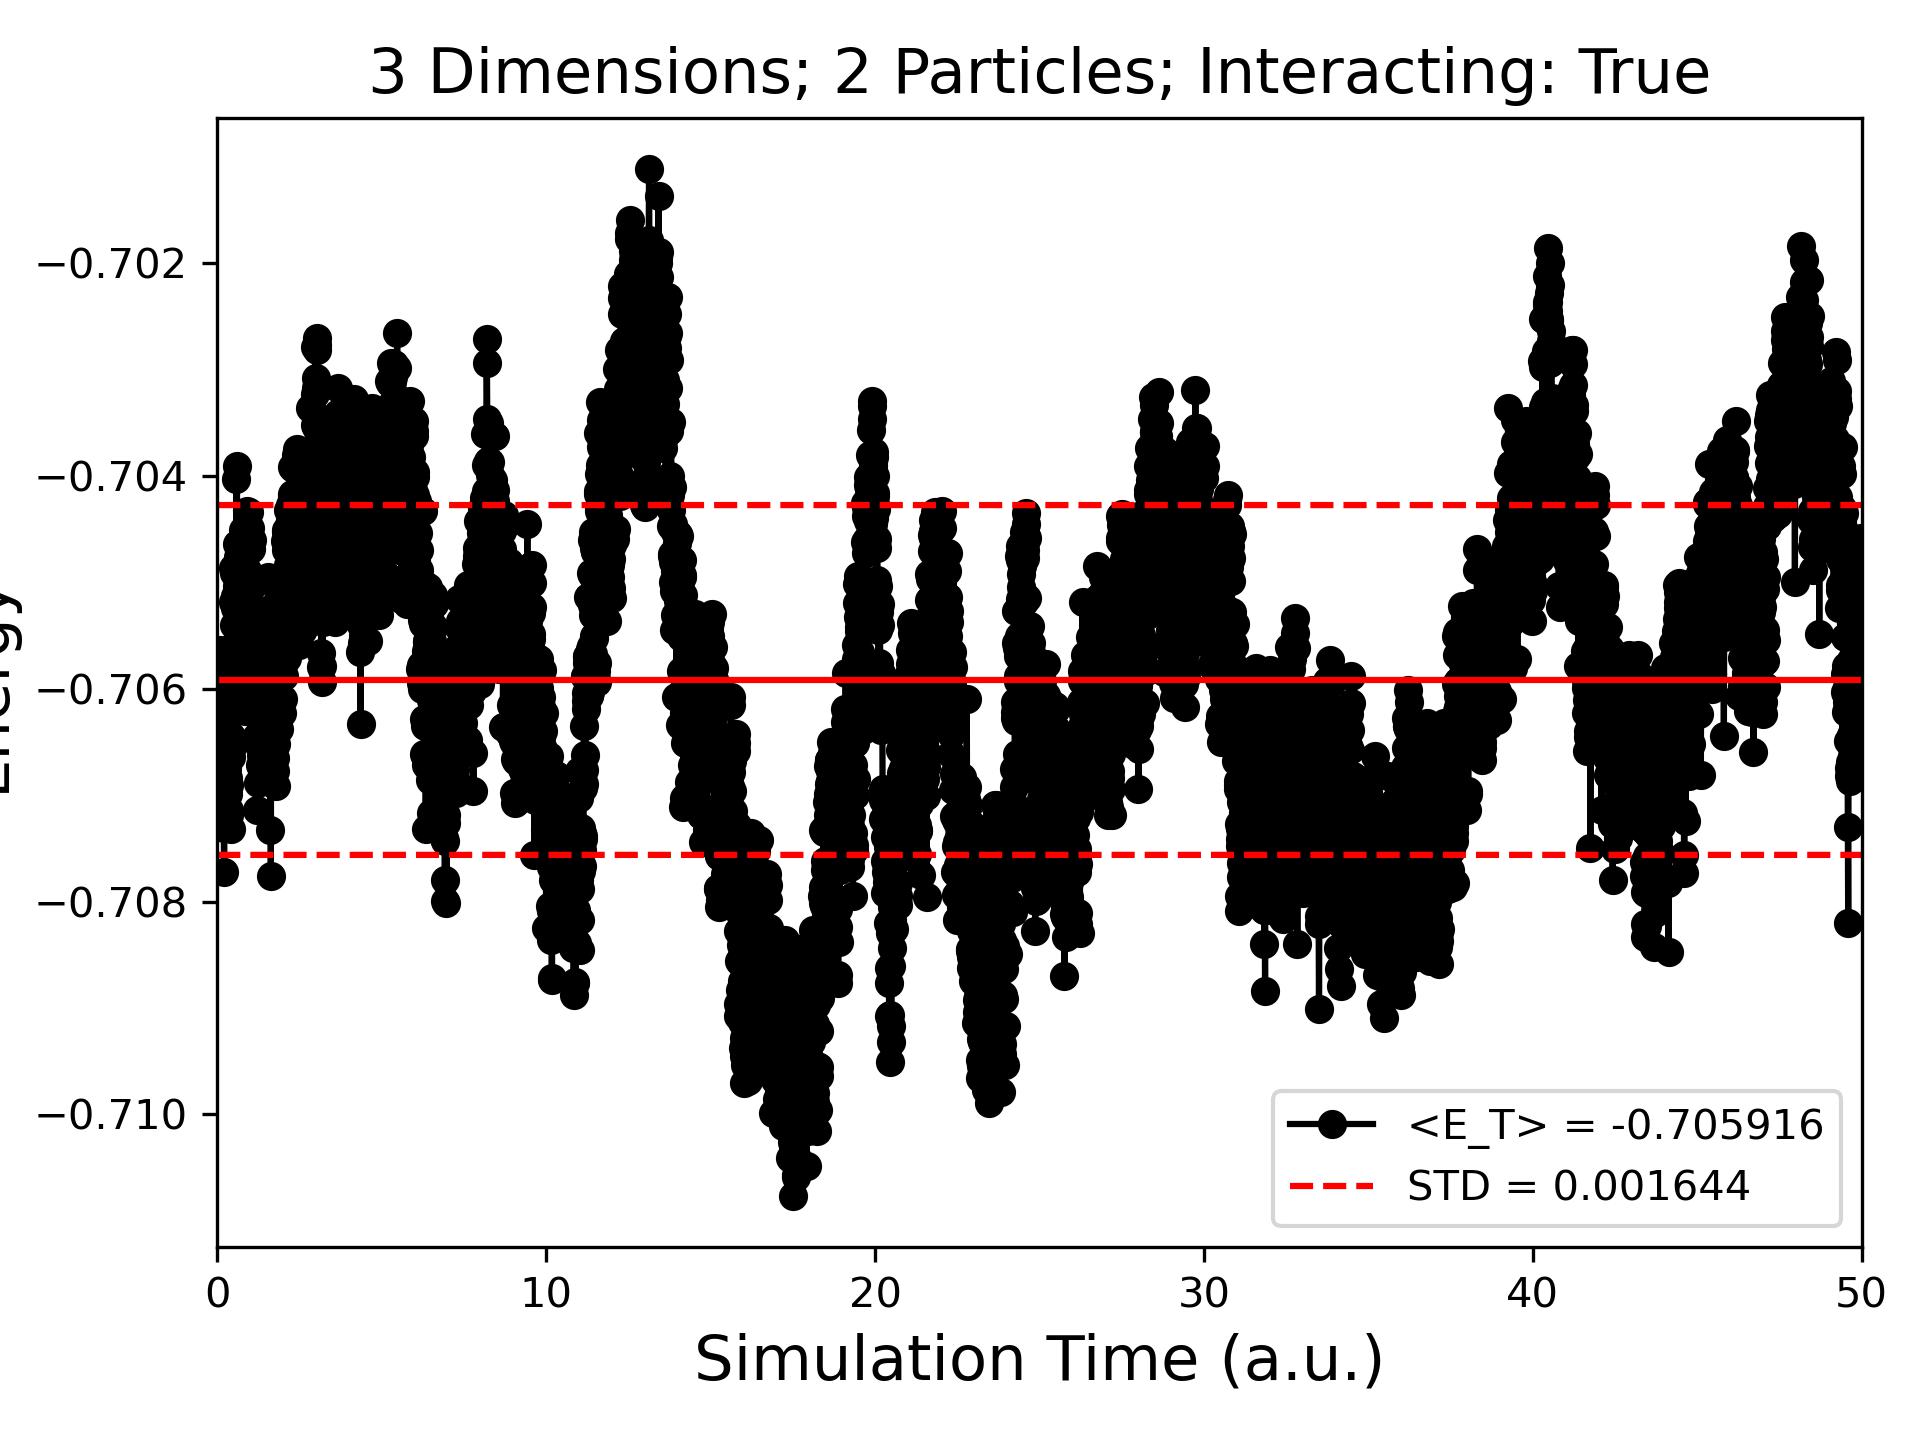 3 Dimensions; 2 Particles; Interacting: True
Energy
−0.702
−0.704
−0.706
−0.708
−0.710
<E_T> = -0.705916
STD = 0.001644
0 10 20 30 40 50
Simulation Time (a.u.)